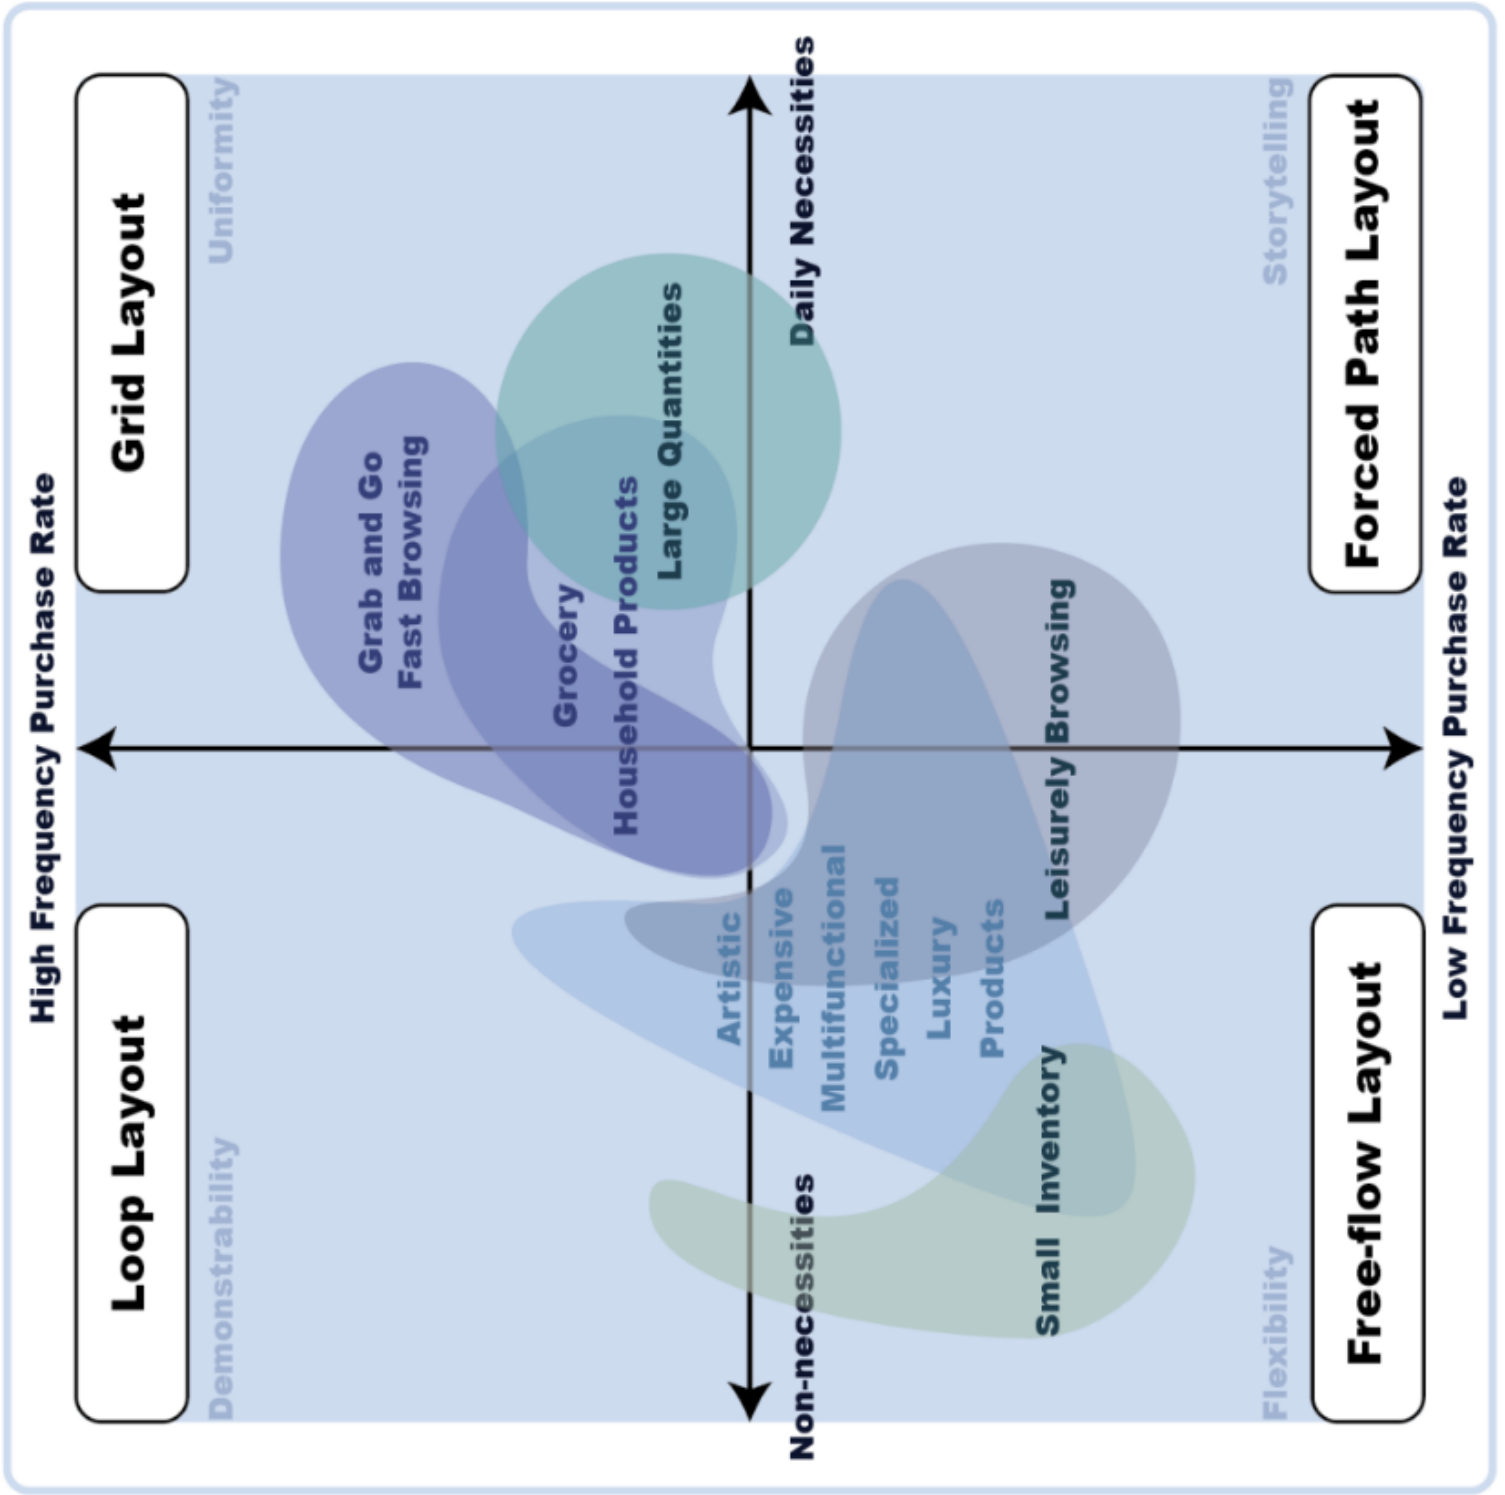 High Frequency Purchase Rate
Loop Layout
Grid Layout
Demonstrability
Uniformity
Grab and Go
Fast Browsing
Grocery
Household Products
Large Quantities
Non-necessities
Daily Necessities
Artistic
Expensive
Multifunctional
Specialized
Luxury
Products
Small Inventory
Leisurely Browsing
Flexibility
Storytelling
Free-flow Layout
Forced Path Layout
Low Frequency Purchase Rate